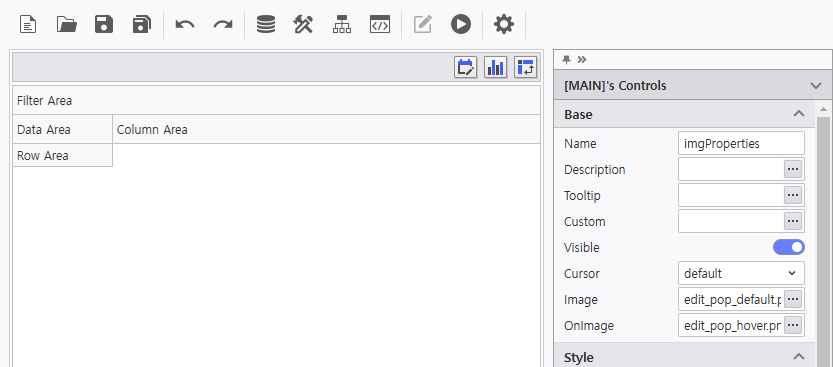 [MAIN]'s Controls
Filter Area
Data Area Column Area
Row Area
Base
Name imgProperties
Description
Tooltip
Custom
Visible
Cursor default
Image edit_pop_default.p
OnImage edit_pop_hover.pr
Style